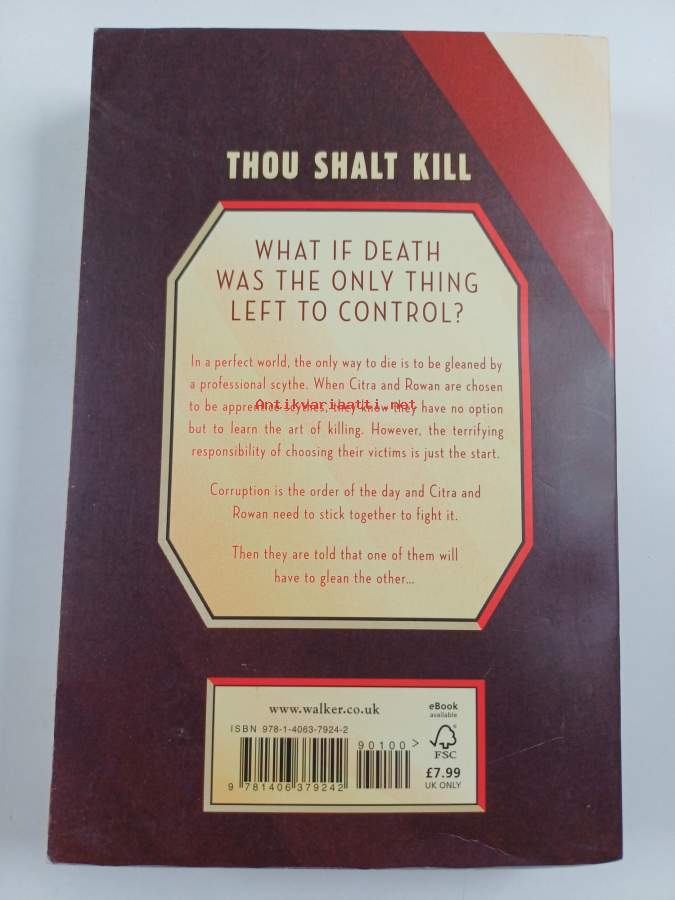 THOU SHALT KILL
WHAT IF DEATH
WAS THE ONLY THING
LEFT TO CONTROL?
In a perfect world, the only way to die is to be gleaned by
a professional scythe. When Citra and Rowan are chosen
Antikvariaatti.net
to be apprentice scythes, they know they have no option
but to learn the art of killing. However, the terrifying
responsibility of choosing their victims is just the start.
Corruption is the order of the day and Citra and
Rowan need to stick together to fight it.
Then they are told that one of them will
have to glean the other...
www.walker.co.uk
eBook
available
ISBN 978-1-4063-7924-2
90100>
FSC
£7.99
UK ONLY
9 781406 379242